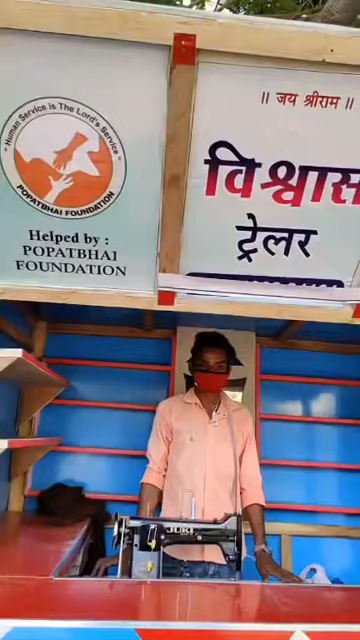 "Human Service is The Lord's Service"
POPATBHAI FOUNDATION
Helped by :
POPATBHAI
FOUNDATION
|| जय श्रीराम ||
विश्वास
ट्रेलर
JUKI